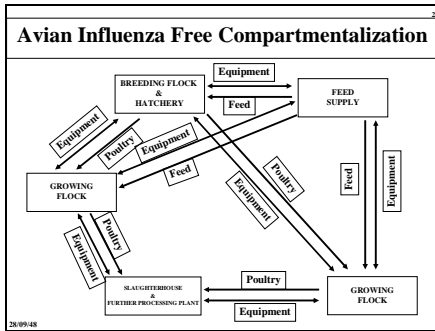 2
Avian Influenza Free Compartmentalization
Equipment
BREEDING FLOCK
&
HATCHERY
FEED
SUPPLY
Feed
Equipment
Poultry
Equipment
Feed
GROWING
FLOCK
Poultry
Equipment
Feed
Equipment
Poultry
Equipment
SLAUGHTERHOUSE
&
FURTHER PROCESSING PLANT
Poultry
Equipment
GROWING
FLOCK
28/09/48